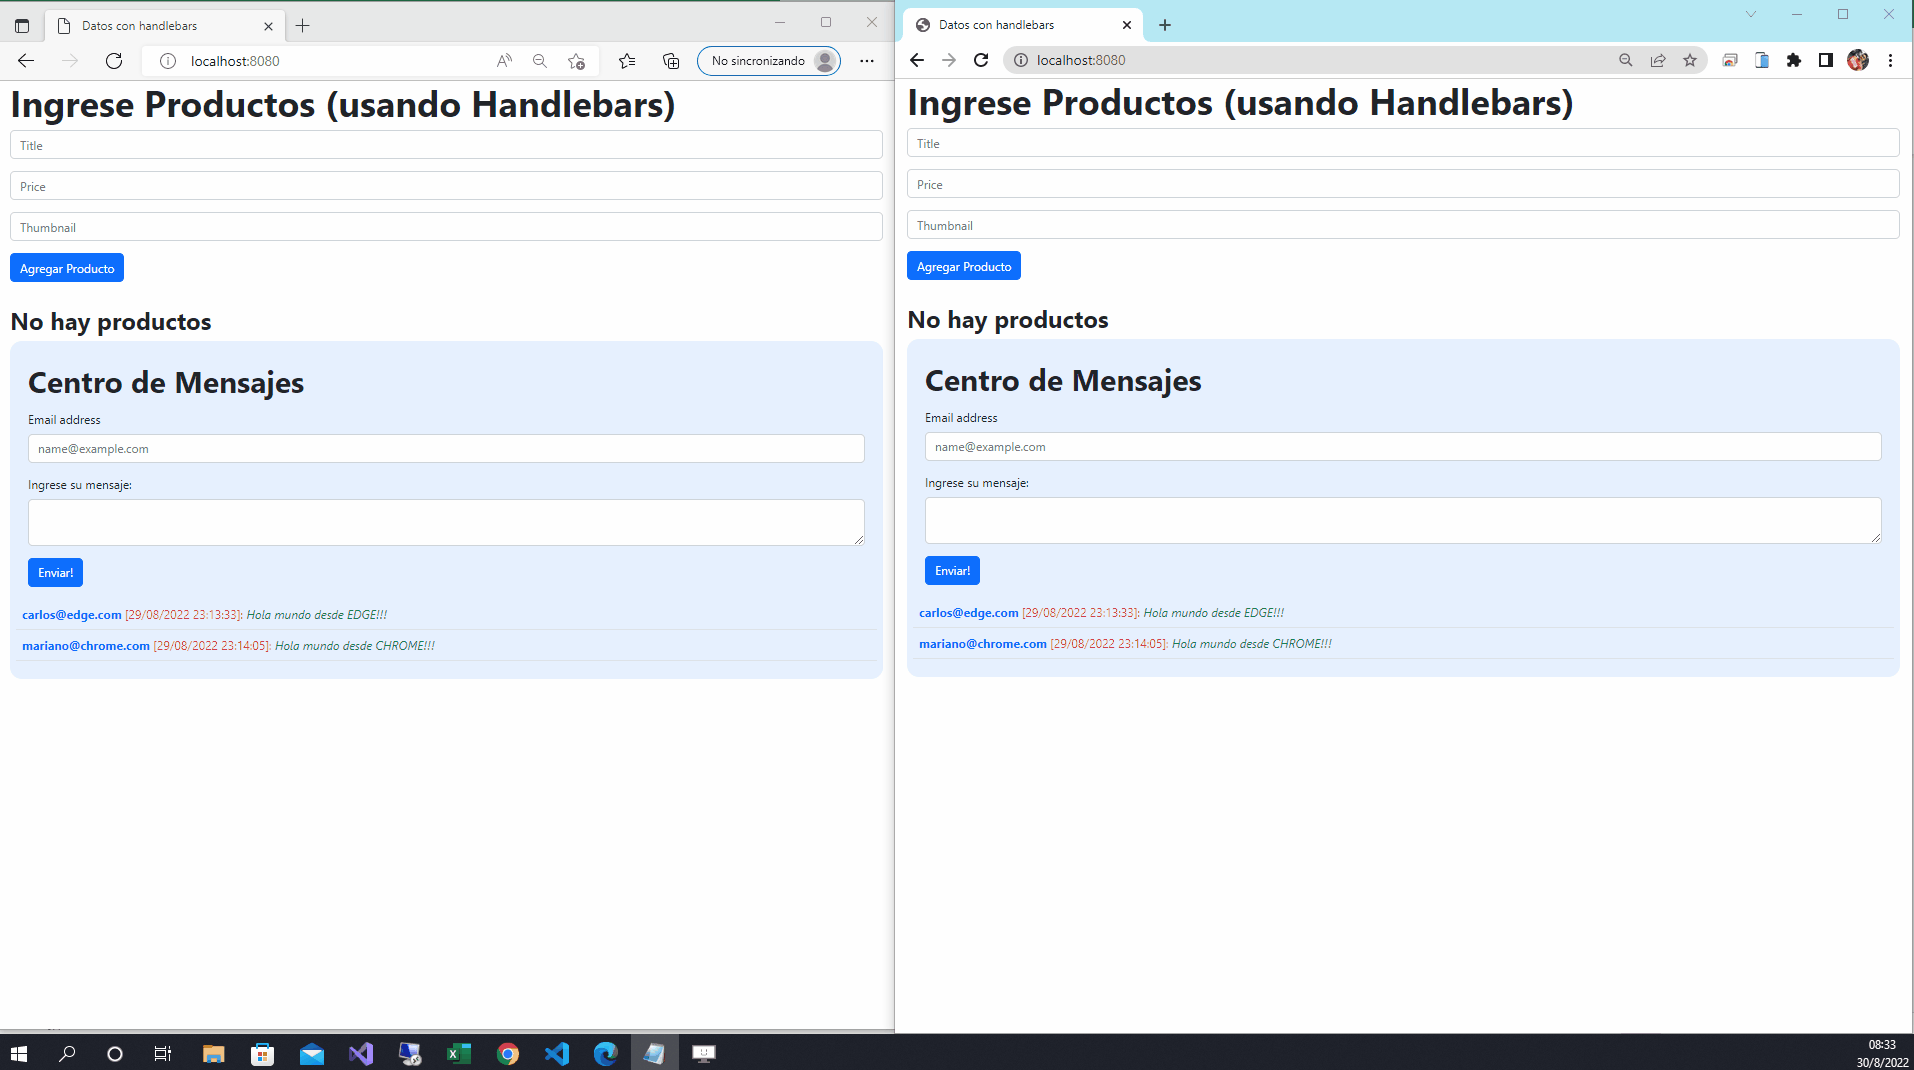 Datos con handlebars
localhost:8080
No sincronizando
Ingrese Productos (usando Handlebars)
Title
Price
Thumbnail
Agregar Producto
No hay productos
Centro de Mensajes
Email address
name@example.com
Ingrese su mensaje:
Enviar!
carlos@edge.com [29/08/2022 23:13:33]: Hola mundo desde EDGE!!!
mariano@chrome.com [29/08/2022 23:14:05]: Hola mundo desde CHROME!!!
Datos con handlebars
localhost:8080
Ingrese Productos (usando Handlebars)
Title
Price
Thumbnail
Agregar Producto
No hay productos
Centro de Mensajes
Email address
name@example.com
Ingrese su mensaje:
Enviar!
carlos@edge.com [29/08/2022 23:13:33]: Hola mundo desde EDGE!!!
mariano@chrome.com [29/08/2022 23:14:05]: Hola mundo desde CHROME!!!
08:33
30/8/2022